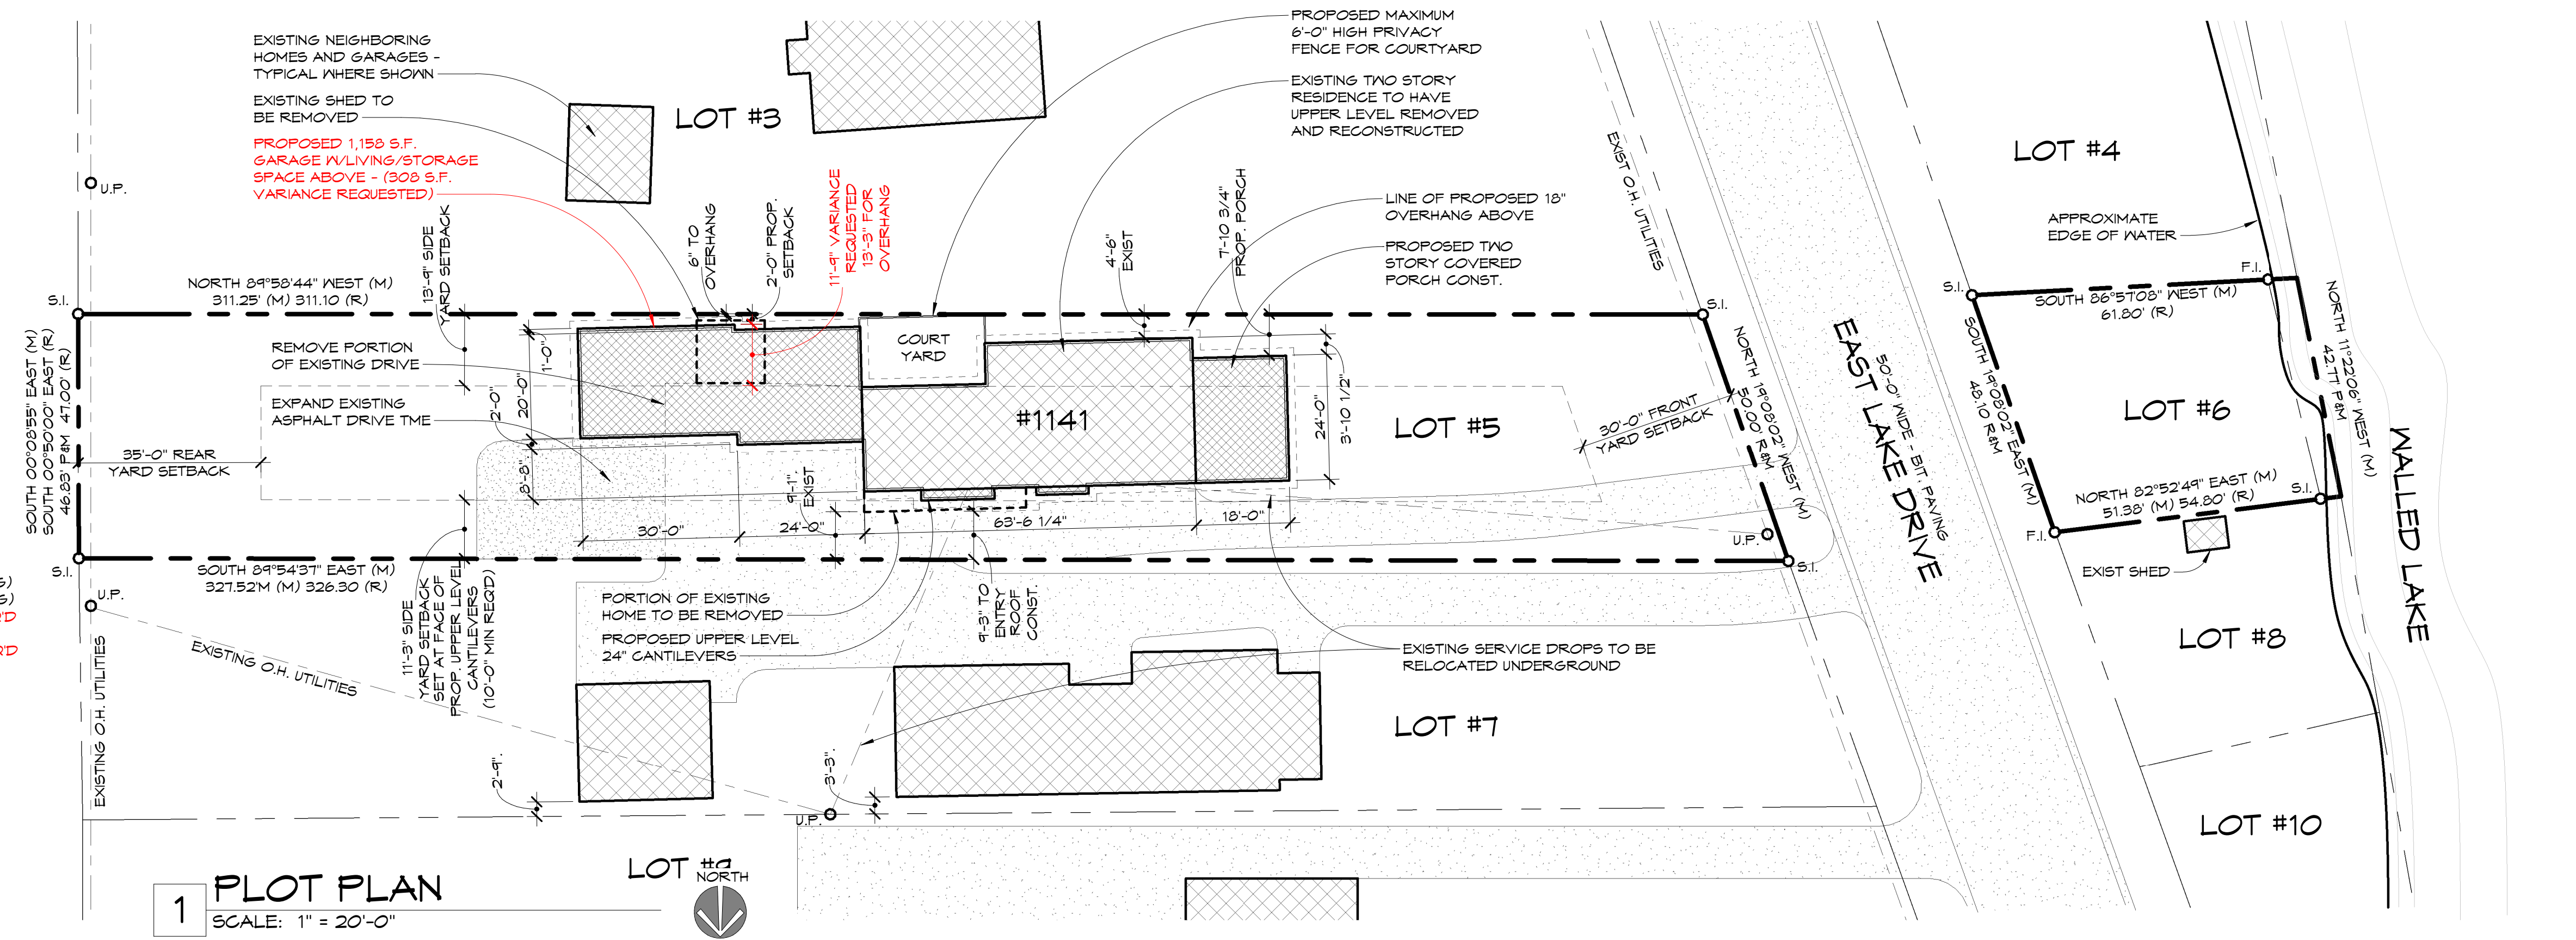 EXISTING NEIGHBORING
HOMES AND GARAGES -
TYPICAL WHERE SHOWN
EXISTING SHED TO
BE REMOVED
PROPOSED 1,158 S.F.
GARAGE W/LIVING/STORAGE
SPACE ABOVE - (308 S.F.
VARIANCE REQUESTED)
LOT #3
PROPOSED MAXIMUM
6'-0" HIGH PRIVACY
FENCE FOR COURTYARD
EXISTING TWO STORY
RESIDENCE TO HAVE
UPPER LEVEL REMOVED
AND RECONSTRUCTED
LINE OF PROPOSED 18"
OVERHANG ABOVE
PROPOSED TWO
STORY COVERED
PORCH CONST.
EXIST O.H. UTILITIES
LOT #4
APPROXIMATE
EDGE OF WATER
U.P.
13'-9" SIDE
YARD SETBACK
6" TO
OVERHANG
2'-0" PROP.
SETBACK
11'-9" VARIANCE
REQUESTED
13'-3" FOR
OVERHANG
4'-6"
EXIST
7'-10 3/4"
PROP. PORCH
S.I.
NORTH 89°58'44" WEST (M)
311.25' (M) 311.10 (R)
S.I.
S.I.
F.I.
SOUTH 86°57'08" WEST (M)
61.80' (R)
SOUTH 00°08'55" EAST (M)
SOUTH 00°50'00" EAST (R)
46.83' P&M 47.00' (R)
REMOVE PORTION
OF EXISTING DRIVE
EXPAND EXISTING
ASPHALT DRIVE TME
35'-0" REAR
YARD SETBACK
1'-0"
20'-0"
2'-0"
8'-8"
COURT
YARD
#1141
24'-0"
3'-10 1/2"
LOT #5
30'-0" FRONT
YARD SETBACK
NORTH 19°08'02" WEST (M)
50.00' R&M
EAST LAKE DRIVE
50'-0" WIDE - BIT. PAVING
SOUTH 19°08'02" EAST (M)
48.10 R&M
LOT #6
NORTH 11°22'06" WEST (M)
42.77' P&M
WALLED LAKE
9'-1".
EXIST
30'-0"
24'-0"
63'-6 1/4"
18'-0"
U.P.
S.I.
NORTH 82°52'49" EAST (M)
51.38' (M) 54.80' (R)
S.I.
F.I.
EXIST SHED
S.I.
SOUTH 89°54'37" EAST (M)
327.52'M (M) 326.30 (R)
U.P.
EXISTING O.H. UTILITIES
EXISTING O.H. UTILITIES
11'-3" SIDE
YARD SETBACK
SET AT FACE OF
PROP. UPPER LEVEL
CANTILEVERS
(10'-0" MIN REQ'D)
PORTION OF EXISTING
HOME TO BE REMOVED
PROPOSED UPPER LEVEL
24" CANTILEVERS
9'-3" TO
ENTRY
ROOF
CONST.
EXISTING SERVICE DROPS TO BE
RELOCATED UNDERGROUND
LOT #8
LOT #7
2'-9".
3'-3".
U.P.
LOT #10
LOT #9
NORTH
1
PLOT PLAN
SCALE: 1" = 20'-0"